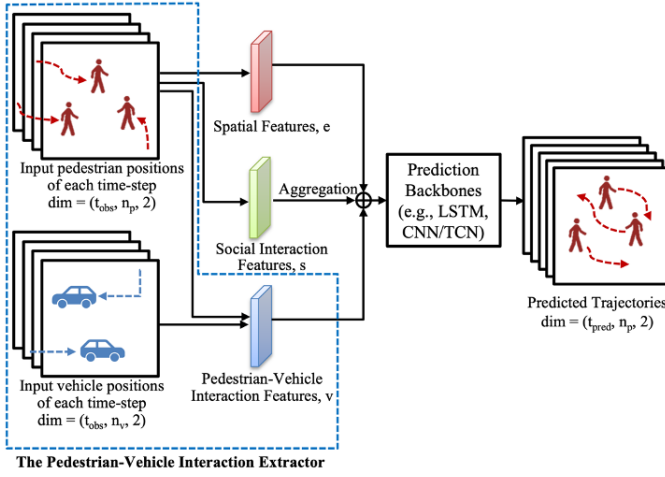 Input pedestrian positions
of each time-step
dim = (t_obs, n_p, 2)
Spatial Features, e
Aggregation
Social Interaction
Features, s
Prediction
Backbones
(e.g., LSTM,
CNN/TCN)
Predicted Trajectories
dim = (t_pred, n_p, 2)
Input vehicle positions
of each time-step
dim = (t_obs, n_v, 2)
Pedestrian-Vehicle
Interaction Features, v
The Pedestrian-Vehicle Interaction Extractor